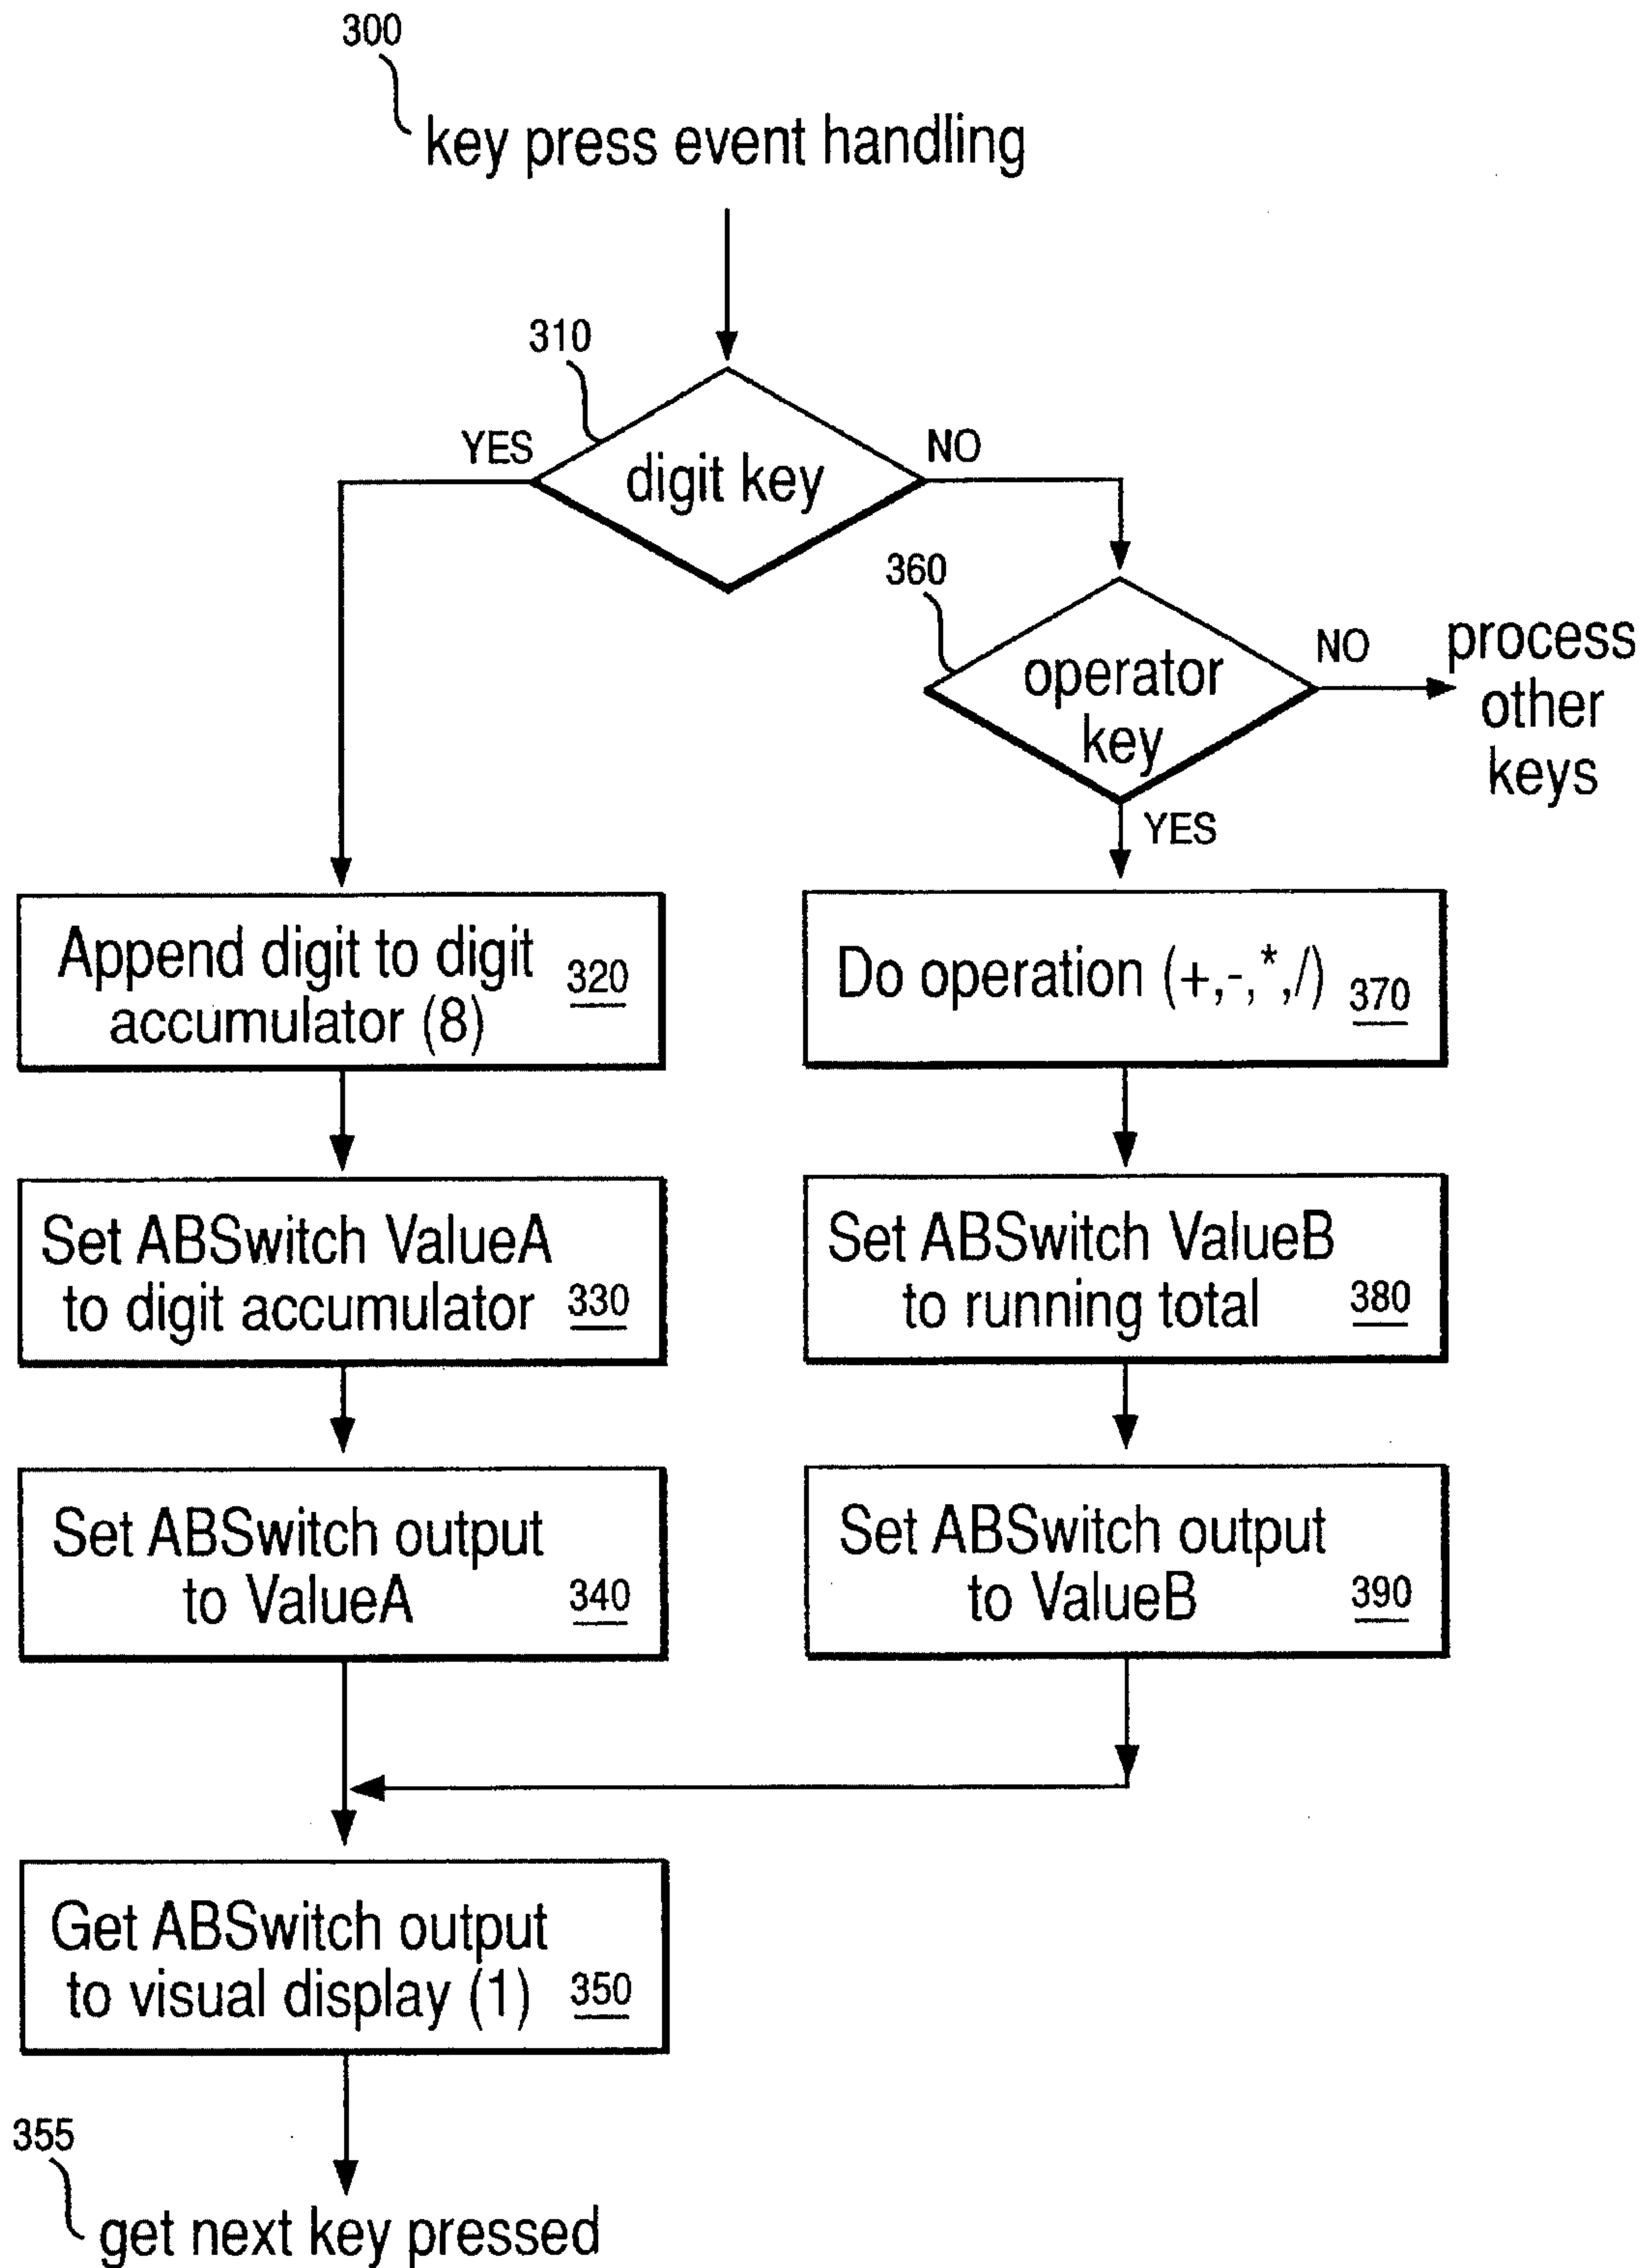 300
key press event handling
310
YES
NO
digit key
360
operator
key
NO
process
other
keys
YES
Append digit to digit
accumulator (8)
320
Do operation (+,-,*,/)
370
Set ABSwitch ValueA
to digit accumulator
330
Set ABSwitch ValueB
to running total
380
Set ABSwitch output
to ValueA
340
Set ABSwitch output
to ValueB
390
Get ABSwitch output
to visual display (1)
350
355
get next key pressed